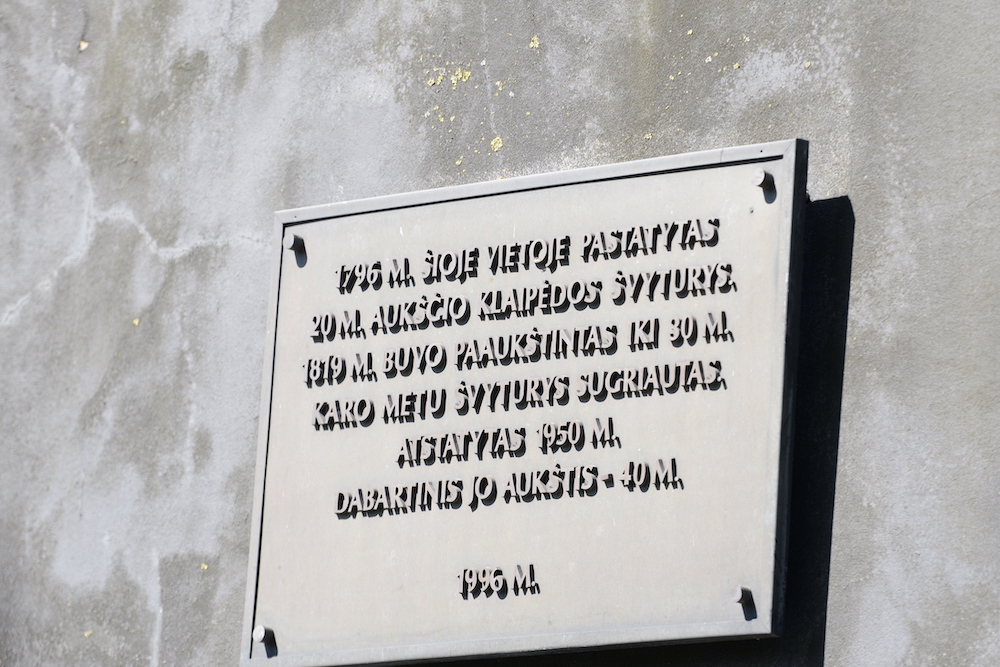 1796 M. ŠIOJE VIETOJE PASTATYTAS
20 M. AUKŠČIO KLAIPĖDOS ŠVYTURYS.
1819 M. BUVO PAAUKŠTINTAS IKI 30 M.
KARO METU ŠVYTURYS SUGRIAUTAS.
ATSTATYTAS 1950 M.
DABARTINIS JO AUKŠTIS - 40 M.
1996 M.